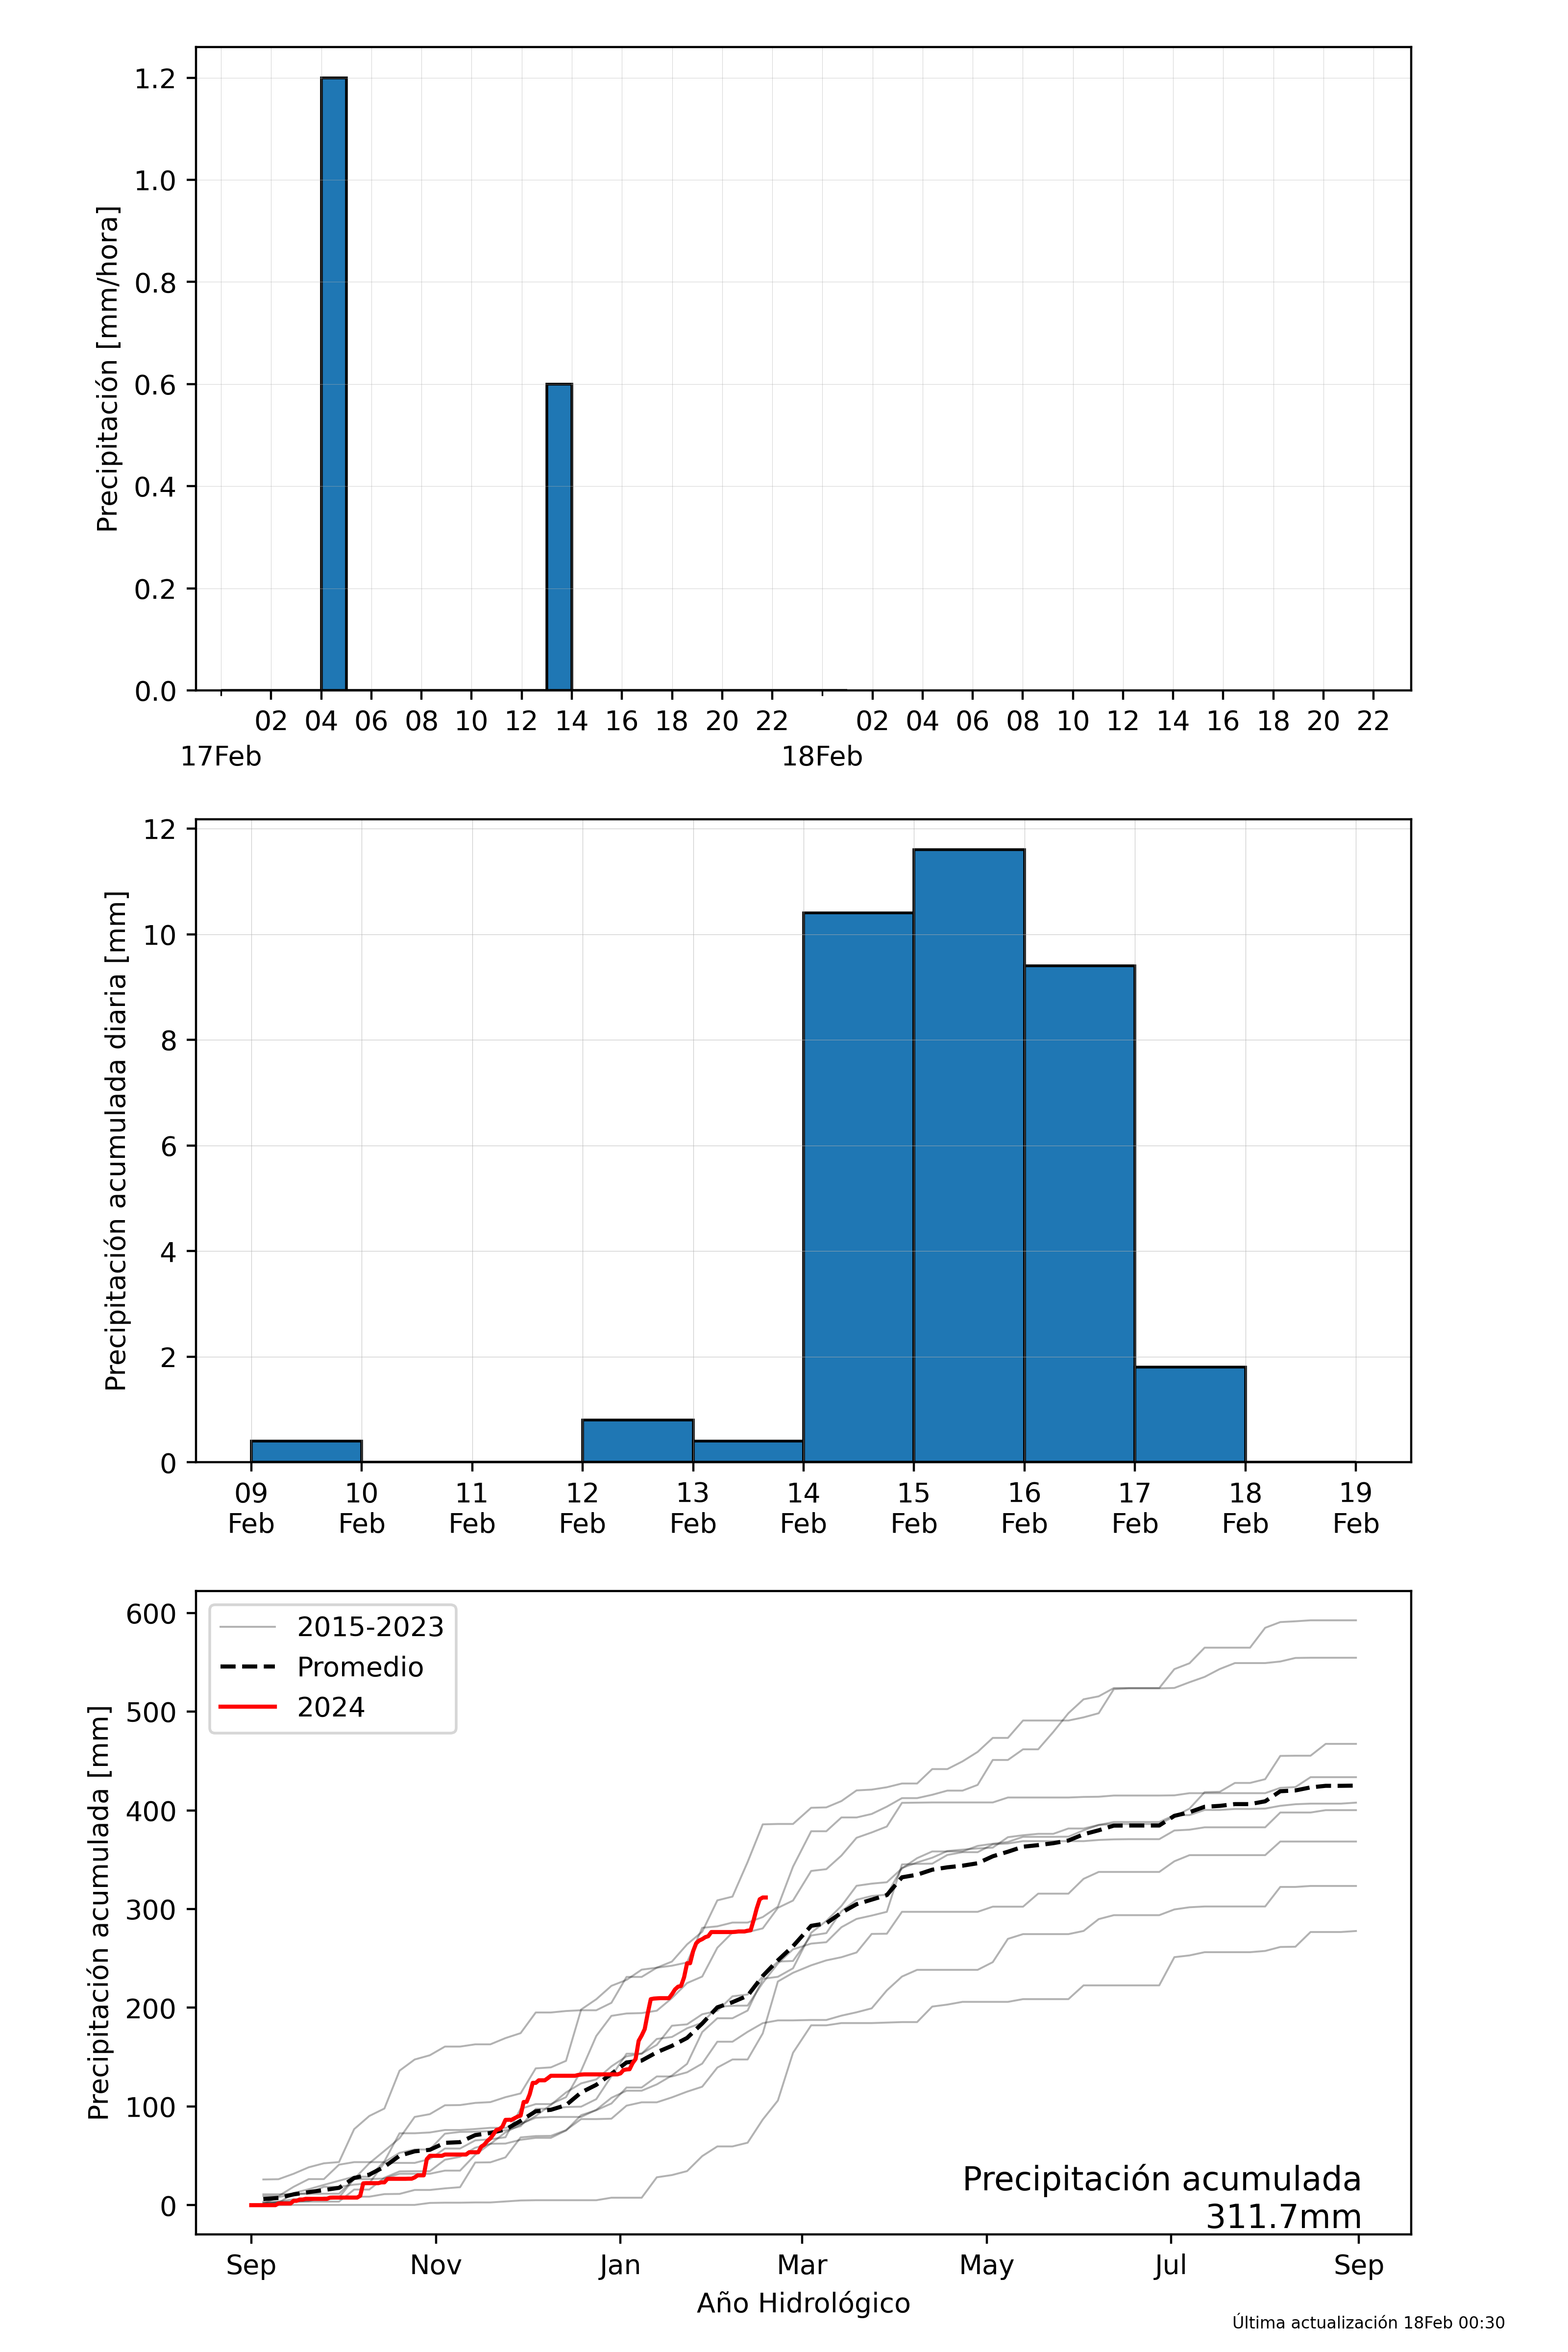 Precipitación [mm/hora]
1.2
1.0
0.8
0.6
0.4
0.2
0.0
02 04 06 08 10 12 14 16 18 20 22 02 04 06 08 10 12 14 16 18 20 22
17Feb 18Feb
Precipitación acumulada diaria [mm]
12
10
8
6
4
2
0
09 10 11 12 13 14 15 16 17 18 19
Feb Feb Feb Feb Feb Feb Feb Feb Feb Feb Feb
Precipitación acumulada [mm]
600
500
400
300
200
100
0
2015-2023
Promedio
2024
Precipitación acumulada
311.7mm
Sep Nov Jan Mar May Jul Sep
Año Hidrológico
Última actualización 18Feb 00:30